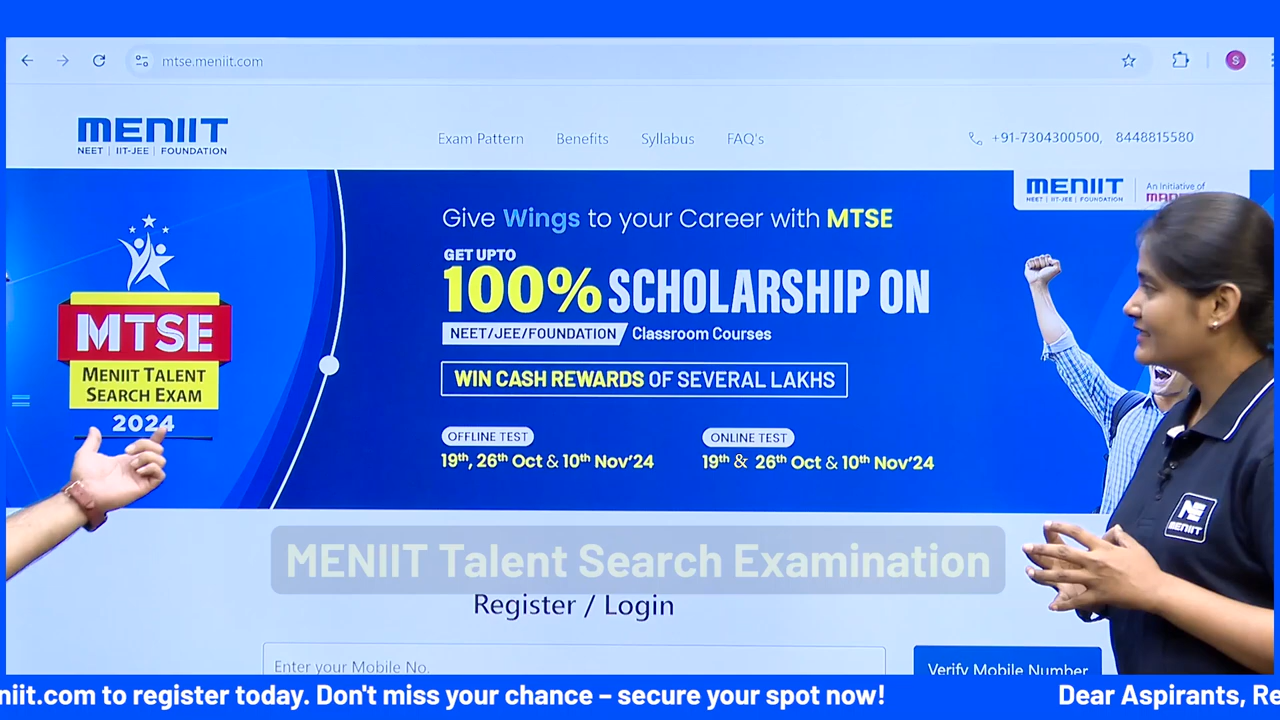 mtse.meniit.com
S
MENIIT
NEET | IIT-JEE | FOUNDATION
Exam Pattern Benefits Syllabus FAQ's
+91-7304300500, 8448815580
MENIIT
NEET | IIT-JEE | FOUNDATION
An Initiative of
Give Wings to your Career with MTSE
GET UPTO
100% SCHOLARSHIP ON
NEET/JEE/FOUNDATION Classroom Courses
WIN CASH REWARDS OF SEVERAL LAKHS
OFFLINE TEST
19th, 26th Oct & 10th Nov'24
ONLINE TEST
19th & 26th Oct & 10th Nov'24
MTSE
MENIIT TALENT
SEARCH EXAM
2024
NE
MENIIT
MENIIT Talent Search Examination
Register / Login
Enter your Mobile No.
Verify Mobile Number
niit.com to register today. Don't miss your chance – secure your spot now! Dear Aspirants, Re